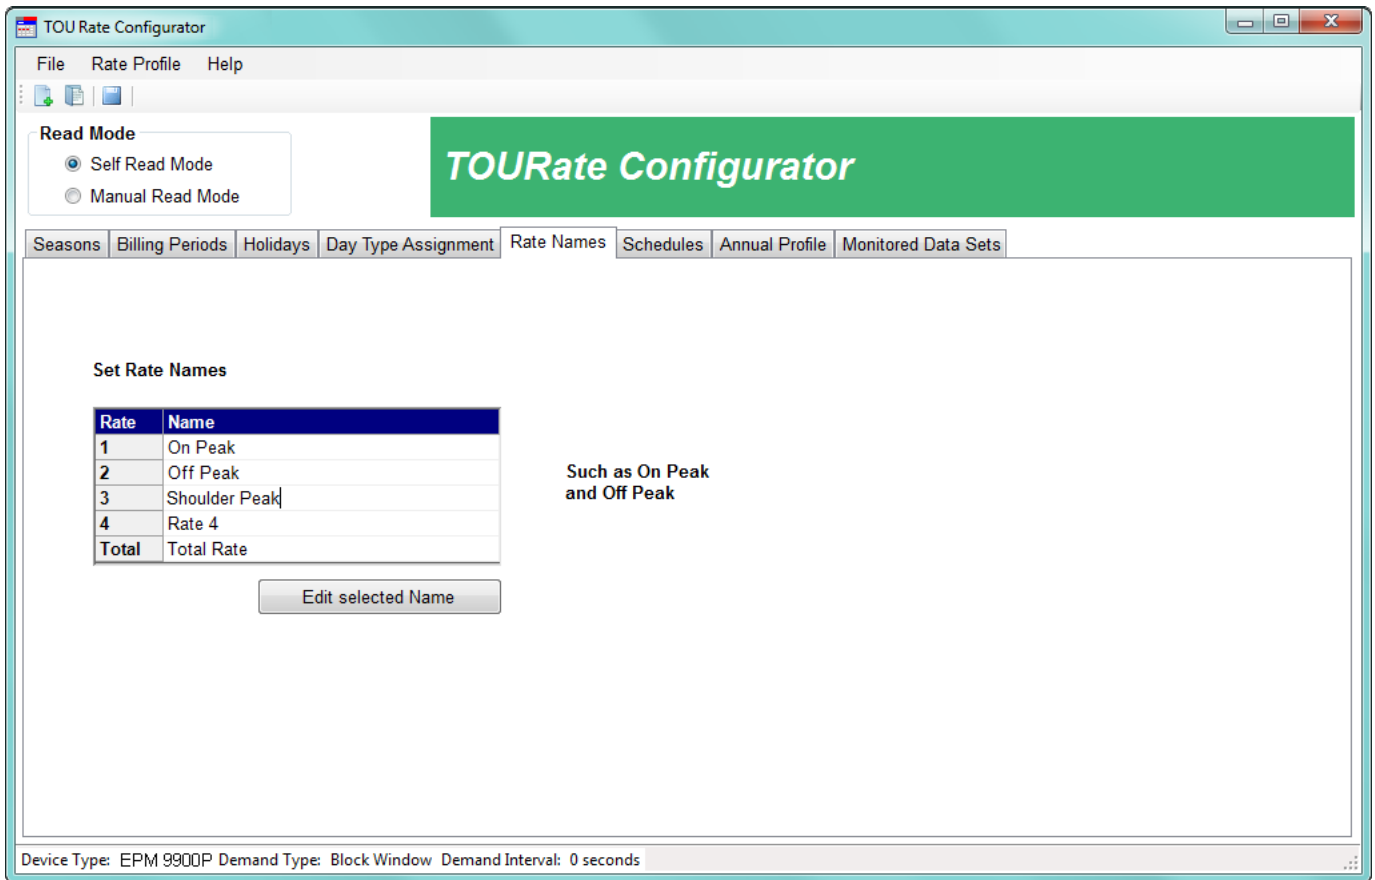 TOU Rate Configurator
File Rate Profile Help
Read Mode
Self Read Mode
Manual Read Mode
TOURate Configurator
Seasons Billing Periods Holidays Day Type Assignment Rate Names Schedules Annual Profile Monitored Data Sets
Set Rate Names
Rate Name
1 On Peak
2 Off Peak
3 Shoulder Peak
4 Rate 4
Total Total Rate
Such as On Peak
and Off Peak
Edit selected Name
Device Type: EPM 9900P Demand Type: Block Window Demand Interval: 0 seconds